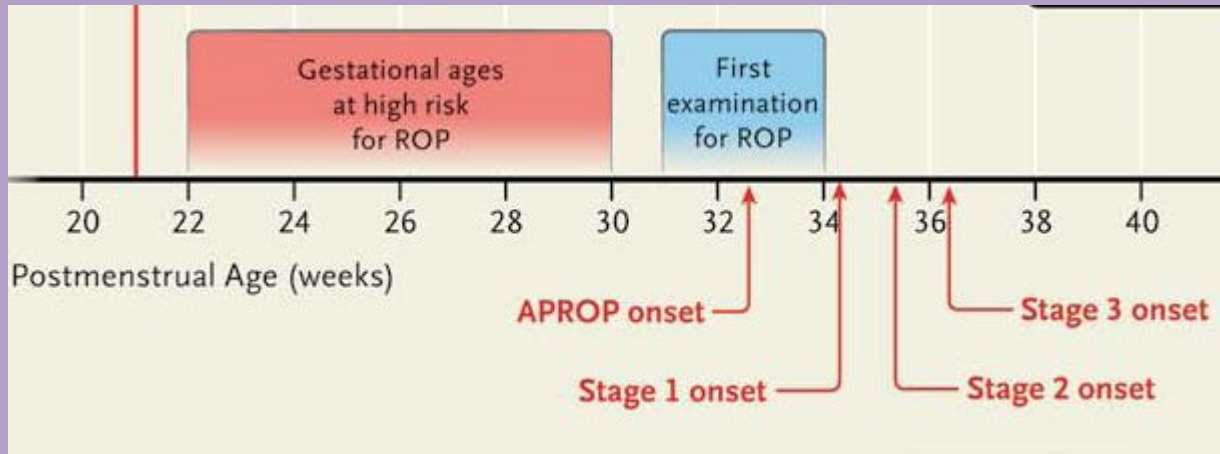 Gestational ages
at high risk
for ROP
First
examination
for ROP
20 22 24 26 28 30 32 34 36 38 40
Postmenstrual Age (weeks)
APROP onset
Stage 3 onset
Stage 1 onset
Stage 2 onset